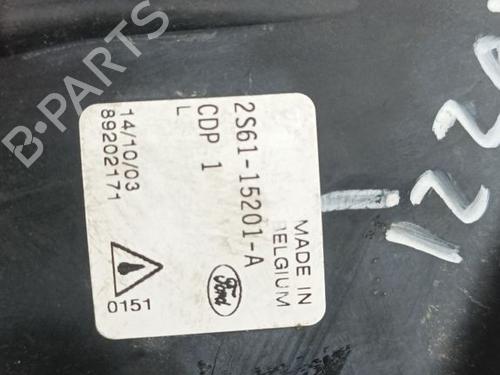 2S61-15201-A
CDP 1
L
14/10/03
89202171
MADE IN
BELGIUM
0151
Ford
B-PARTS